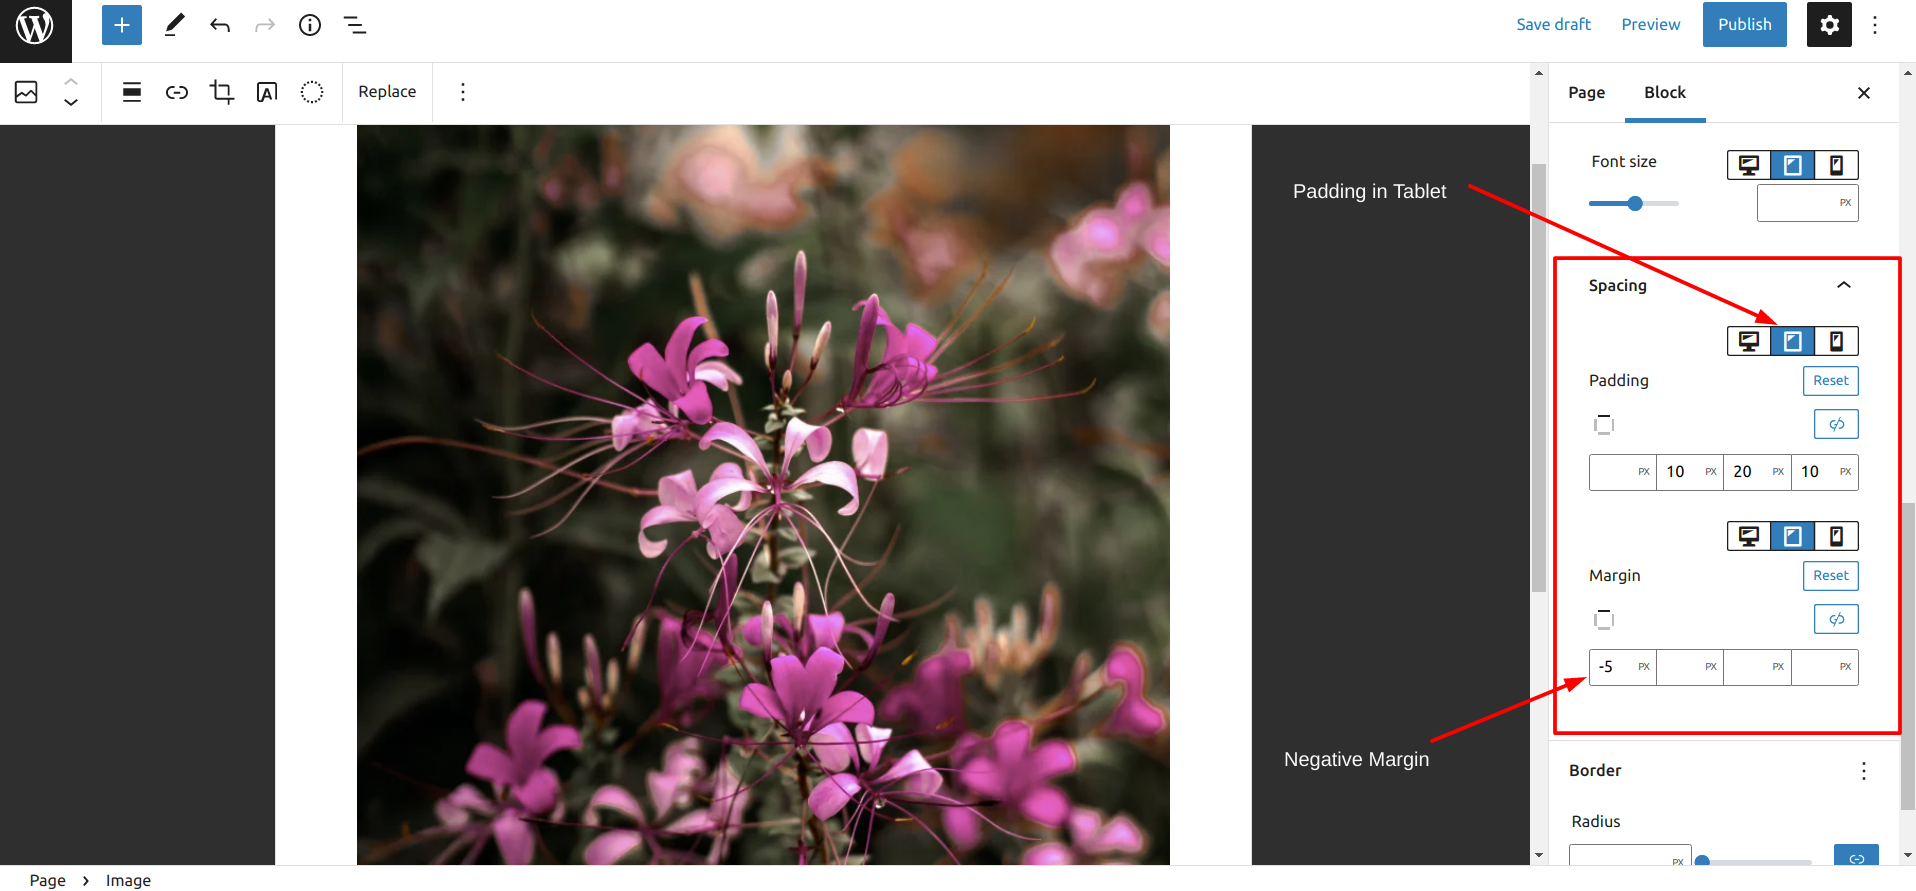 Save draft
Preview
Publish
Replace
Page
Block
Font size
PX
Padding in Tablet
Spacing
Padding
Reset
PX 10 PX 20 PX 10 PX
Margin
Reset
-5 PX PX PX PX
Negative Margin
Border
Radius
PX
Page
Image